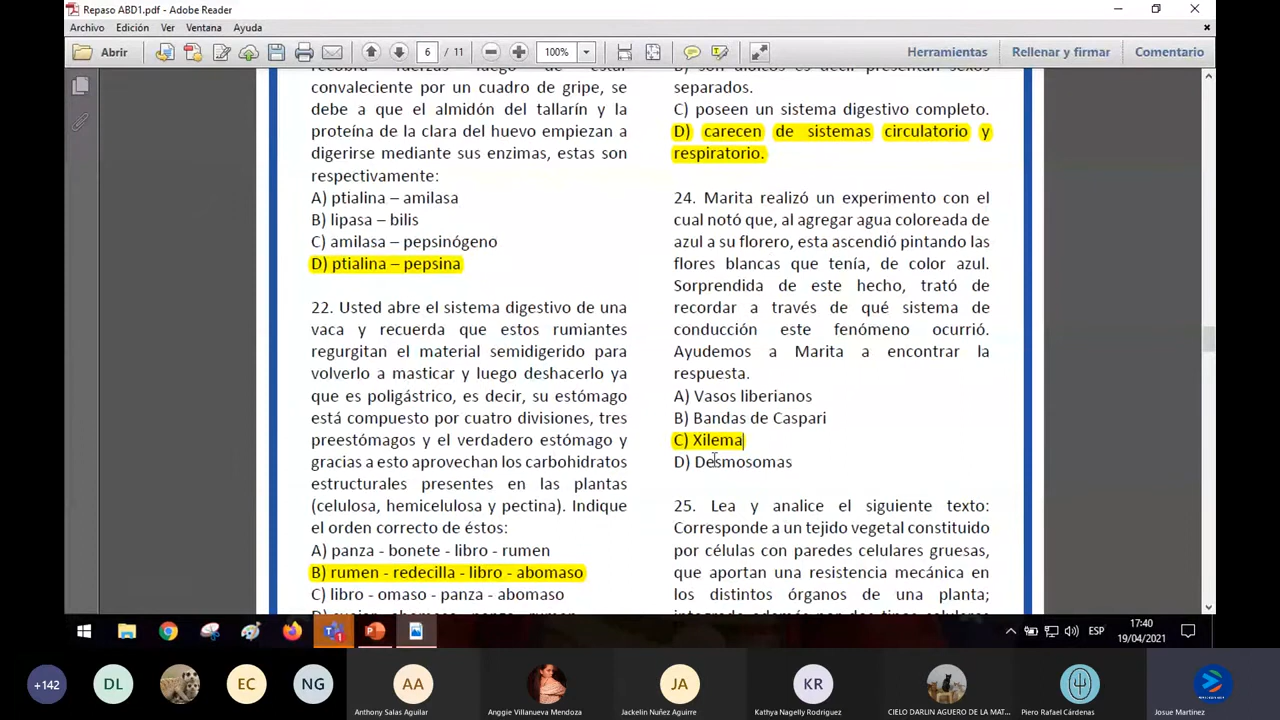 Repaso ABD1.pdf - Adobe Reader
Archivo Edición Ver Ventana Ayuda
Abrir 6 / 11 100% Herramientas Rellenar y firmar Comentario
convaleciente por un cuadro de gripe, se
debe a que el almidón del tallarín y la
proteína de la clara del huevo empiezan a
digerirse mediante sus enzimas, estas son
respectivamente:
A) ptialina – amilasa
B) lipasa – bilis
C) amilasa – pepsinógeno
D) ptialina – pepsina
22. Usted abre el sistema digestivo de una
vaca y recuerda que estos rumiantes
regurgitan el material semidigerido para
volverlo a masticar y luego deshacerlo ya
que es poligástrico, es decir, su estómago
está compuesto por cuatro divisiones, tres
preestómagos y el verdadero estómago y
gracias a esto aprovechan los carbohidratos
estructurales presentes en las plantas
(celulosa, hemicelulosa y pectina). Indique
el orden correcto de éstos:
A) panza - bonete - libro - rumen
B) rumen - redecilla - libro - abomaso
C) libro - omaso - panza - abomaso
separados.
C) poseen un sistema digestivo completo.
D) carecen de sistemas circulatorio y
respiratorio.
24. Marita realizó un experimento con el
cual notó que, al agregar agua coloreada de
azul a su florero, esta ascendió pintando las
flores blancas que tenía, de color azul.
Sorprendida de este hecho, trató de
recordar a través de qué sistema de
conducción este fenómeno ocurrió.
Ayudemos a Marita a encontrar la
respuesta.
A) Vasos liberianos
B) Bandas de Caspari
C) Xilema
D) Desmosomas
25. Lea y analice el siguiente texto:
Corresponde a un tejido vegetal constituido
por células con paredes celulares gruesas,
que aportan una resistencia mecánica en
los distintos órganos de una planta;
ESP
17:40
19/04/2021
+142
DL
EC
NG
AA
Anthony Salas Aguilar
Anggie Villanueva Mendoza
JA
Jackelin Nuñez Aguirre
KR
Kathya Nagelly Rodriguez
CIELO DARLIN AGUERO DE LA MAT...
Piero Rafael Cárdenas
Josue Martinez